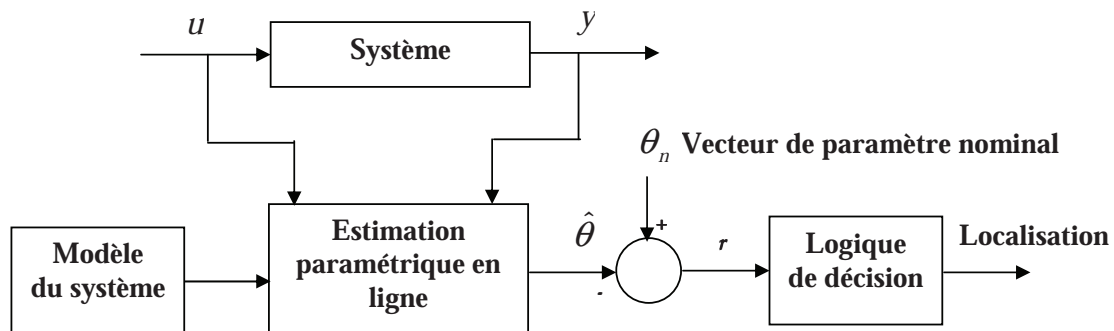 u
y
Système
θn Vecteur de paramètre nominal
Modèle
du système
Estimation
paramétrique en
ligne
θ̂
+
-
r
Logique
de décision
Localisation